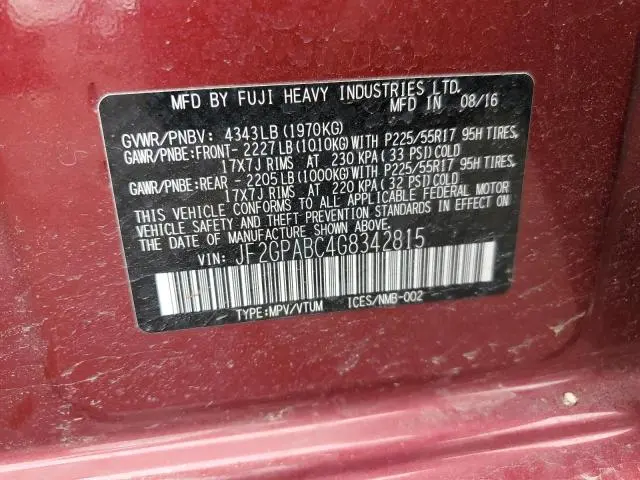 MFD BY FUJI HEAVY INDUSTRIES LTD.
MFD IN 08/16
GVWR/PNBV: 4343LB (1970KG)
GAWR/PNBE: FRONT- 2227LB (1010KG) WITH P225/55R17 95H TIRES,
17X7J RIMS AT 230 KPA (33 PSI) COLD
GAWR/PNBE: REAR - 2205LB (1000KG) WITH P225/55R17 95H TIRES,
17X7J RIMS AT 220 KPA (32 PSI) COLD
THIS VEHICLE CONFORMS TO ALL APPLICABLE FEDERAL MOTOR
VEHICLE SAFETY AND THEFT PREVENTION STANDARDS IN EFFECT ON
THE DATE OF MANUFACTURE SHOWN ABOVE.
VIN: JF2GPABC4G8342815
TYPE:MPV/VTUM ICES/NMB-002